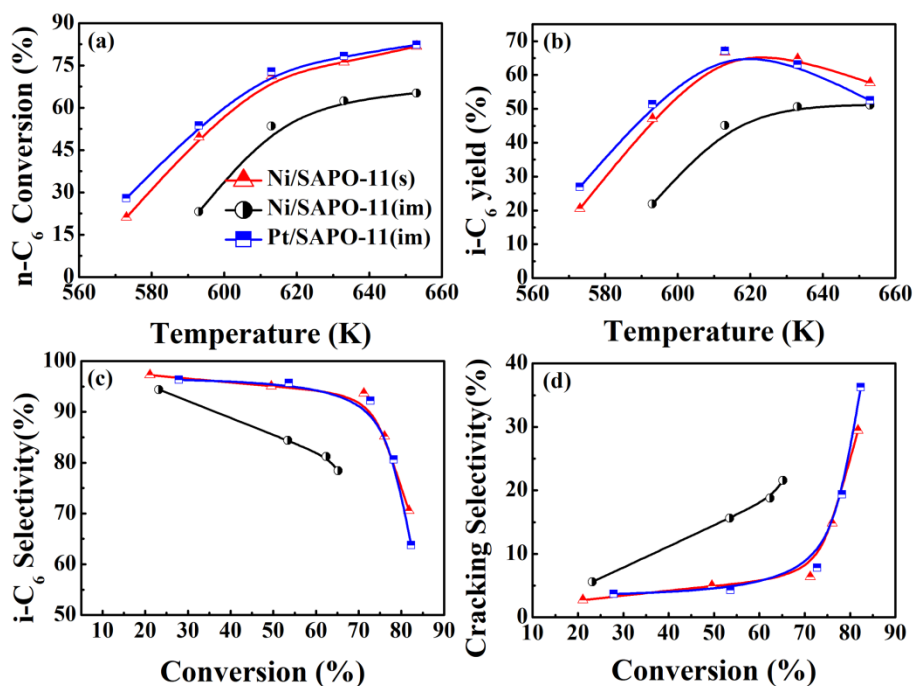 (a)
n-C6 Conversion (%)
90
75
60
45
30
15
0
Ni/SAPO-11(s)
Ni/SAPO-11(im)
Pt/SAPO-11(im)
560 580 600 620 640 660
Temperature (K)
(b)
i-C6 yield (%)
70
60
50
40
30
20
10
0
560 580 600 620 640 660
Temperature (K)
(c)
i-C6 Selectivity(%)
100
90
80
70
60
50
10 20 30 40 50 60 70 80 90
Conversion (%)
(d)
Cracking Selectivity(%)
40
30
20
10
0
10 20 30 40 50 60 70 80 90
Conversion (%)